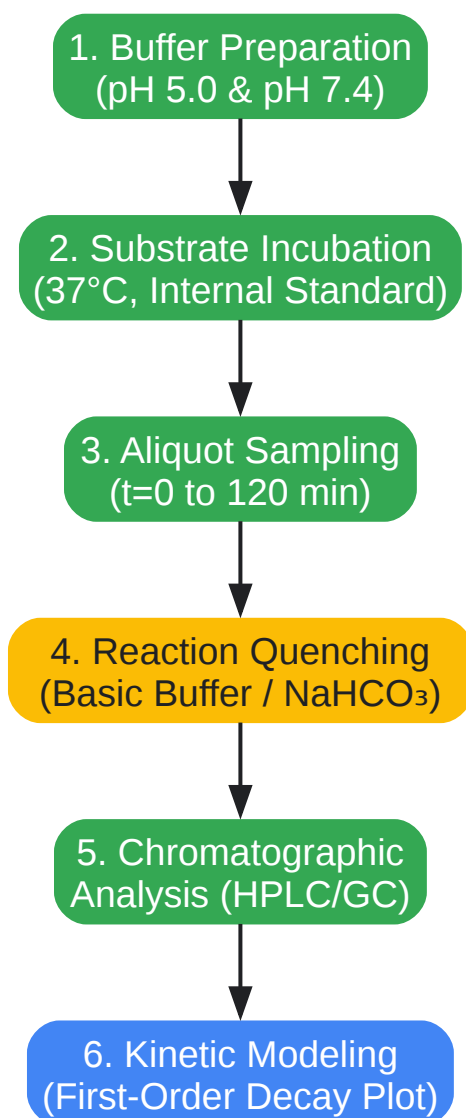 1. Buffer Preparation
(pH 5.0 & pH 7.4)
2. Substrate Incubation
(37°C, Internal Standard)
3. Aliquot Sampling
(t=0 to 120 min)
4. Reaction Quenching
(Basic Buffer / NaHCO₃)
5. Chromatographic
Analysis (HPLC/GC)
6. Kinetic Modeling
(First-Order Decay Plot)